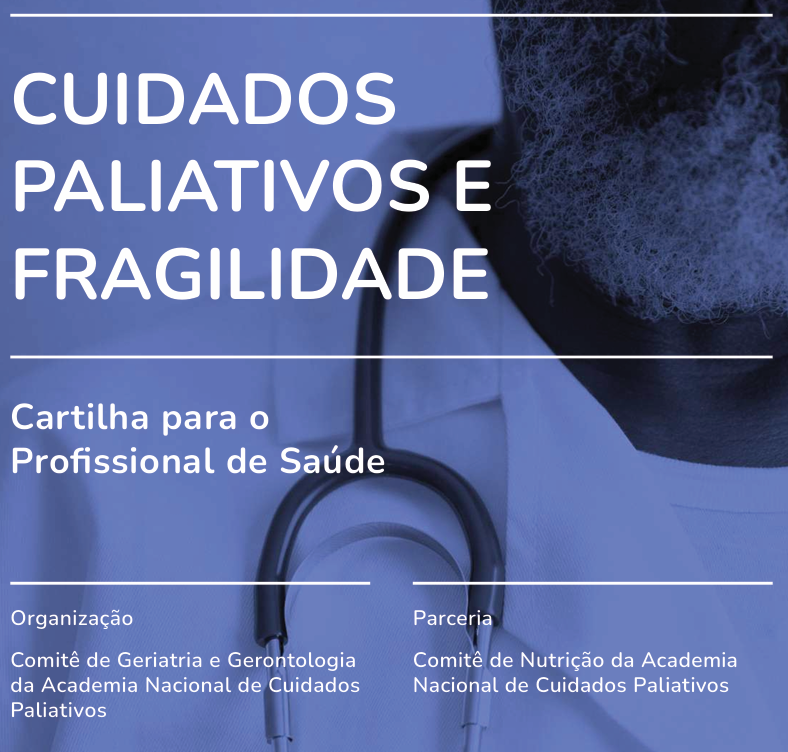 CUIDADOS
PALIATIVOS E
FRAGILIDADE
Cartilha para o
Profissional de Saúde
Organização
Comitê de Geriatria e Gerontologia
da Academia Nacional de Cuidados
Paliativos
Parceria
Comitê de Nutrição da Academia
Nacional de Cuidados Paliativos